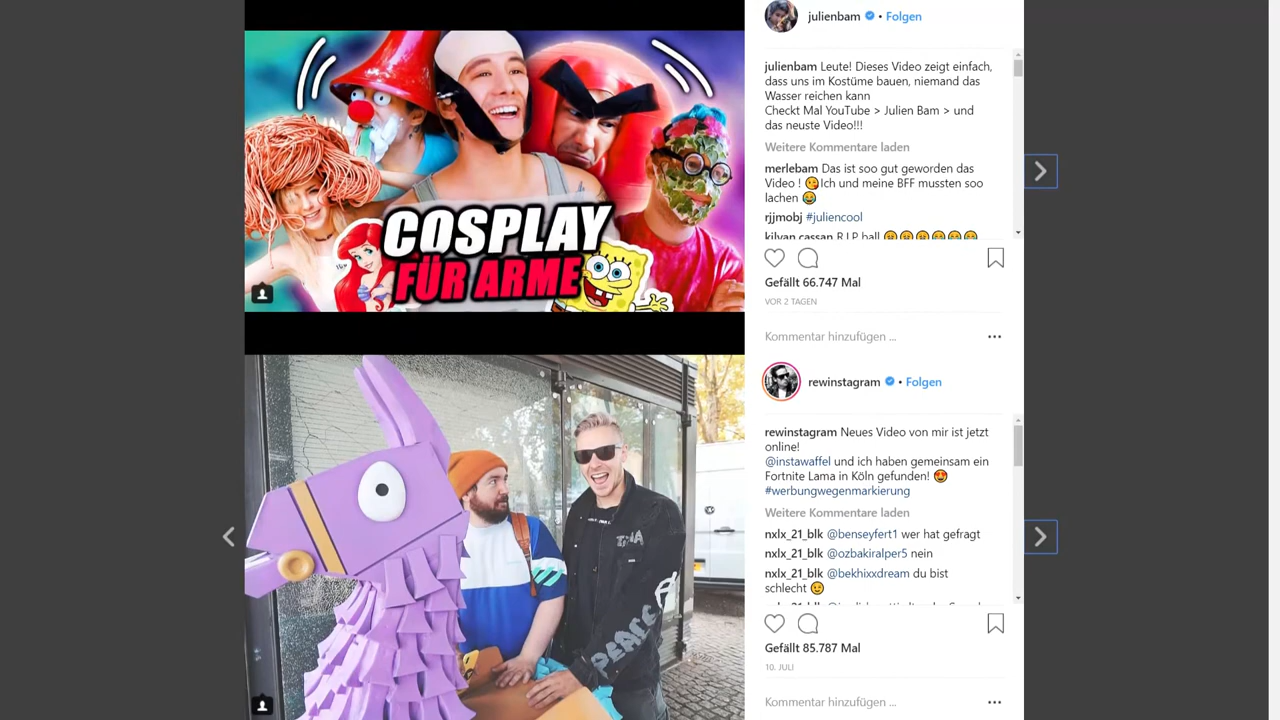 julienbam • Folgen
julienbam Leute! Dieses Video zeigt einfach,
dass uns im Kostüme bauen, niemand das
Wasser reichen kann
Checkt Mal YouTube > Julien Bam > und
das neuste Video!!!
Weitere Kommentare laden
merlebam Das ist soo gut geworden das
Video ! 😘Ich und meine BFF mussten soo
lachen 😂
rjjmobj #juliencool
kilyan_cassan R.I.P ball
Gefällt 66.747 Mal
VOR 2 TAGEN
Kommentar hinzufügen ...
COSPLAY
FÜR ARME
rewinstagram • Folgen
rewinstagram Neues Video von mir ist jetzt
online!
@instawaffel und ich haben gemeinsam ein
Fortnite Lama in Köln gefunden! 😍
#werbungwegenmarkierung
Weitere Kommentare laden
nxlx_21_blk @benseyfert1 wer hat gefragt
nxlx_21_blk @ozbakiralper5 nein
nxlx_21_blk @bekhixxdream du bist
schlecht 😉
Gefällt 85.787 Mal
10. JULI
Kommentar hinzufügen ...
PEACE